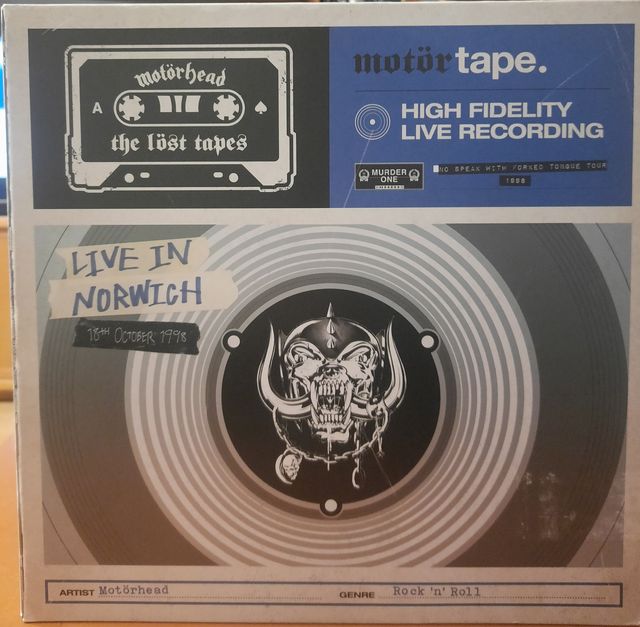 motörhead
A
the löst tapes
motörtape.
HIGH FIDELITY
LIVE RECORDING
MURDER
ONE
NO SPEAK WITH FORKED TONGUE TOUR
1998
LIVE IN
NORWICH
18TH OCTOBER 1998
ARTIST Motörhead
GENRE Rock 'n' Roll